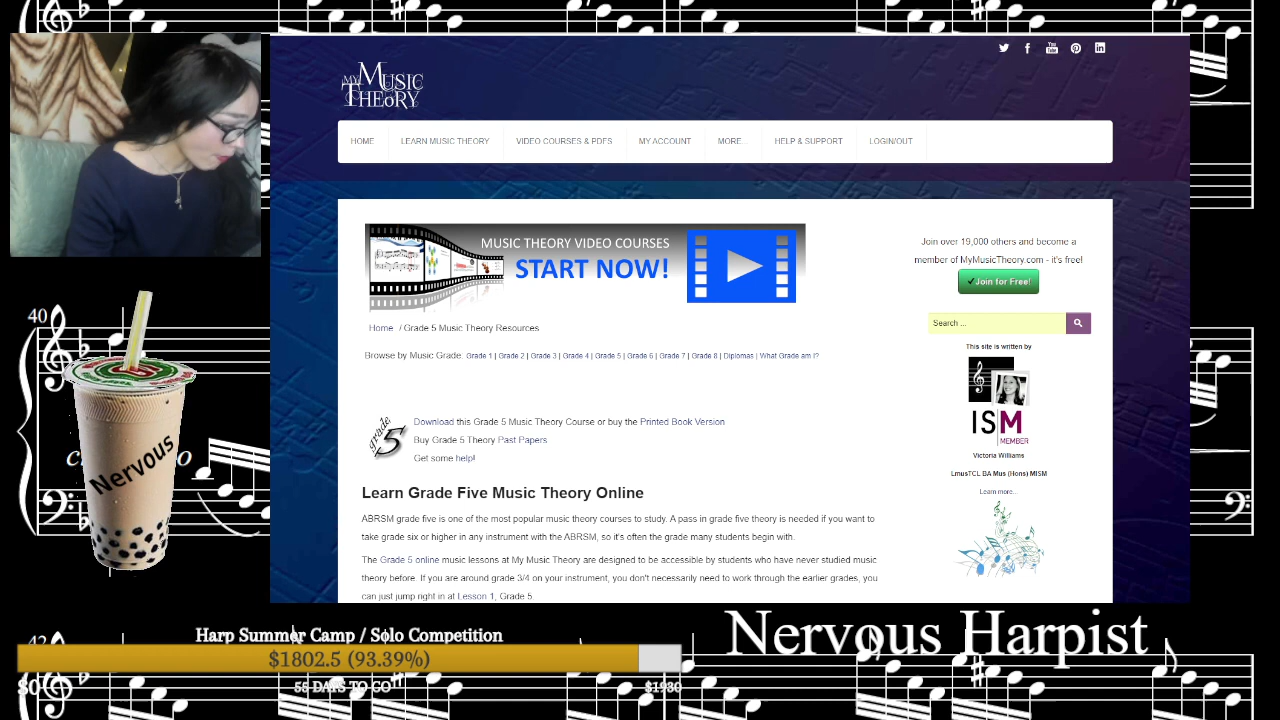 MY MUSIC
THEORY
HOME LEARN MUSIC THEORY VIDEO COURSES & PDFS MY ACCOUNT MORE... HELP & SUPPORT LOGIN/OUT
MUSIC THEORY VIDEO COURSES
START NOW!
Home / Grade 5 Music Theory Resources
Browse by Music Grade: Grade 1 | Grade 2 | Grade 3 | Grade 4 | Grade 5 | Grade 6 | Grade 7 | Grade 8 | Diplomas | What Grade am I?
grade 5
Download this Grade 5 Music Theory Course or buy the Printed Book Version
Buy Grade 5 Theory Past Papers
Get some help!
Learn Grade Five Music Theory Online
ABRSM grade five is one of the most popular music theory courses to study. A pass in grade five theory is needed if you want to
take grade six or higher in any instrument with the ABRSM, so it's often the grade many students begin with.
The Grade 5 online music lessons at My Music Theory are designed to be accessible by students who have never studied music
theory before. If you are around grade 3/4 on your instrument, you don't necessarily need to work through the earlier grades, you
can just jump right in at Lesson 1, Grade 5.
Join over 19,000 others and become a
member of MyMusicTheory.com - it's free!
✓Join for Free!
Search ...
This site is written by
ISM
MEMBER
Victoria Williams
LmusTCL BA Mus (Hons) MISM
Learn more...
40
Nervous
42
Harp Summer Camp / Solo Competition
$1802.5 (93.39%)
$0 55 DAYS TO GO $1930
Nervous Harpist